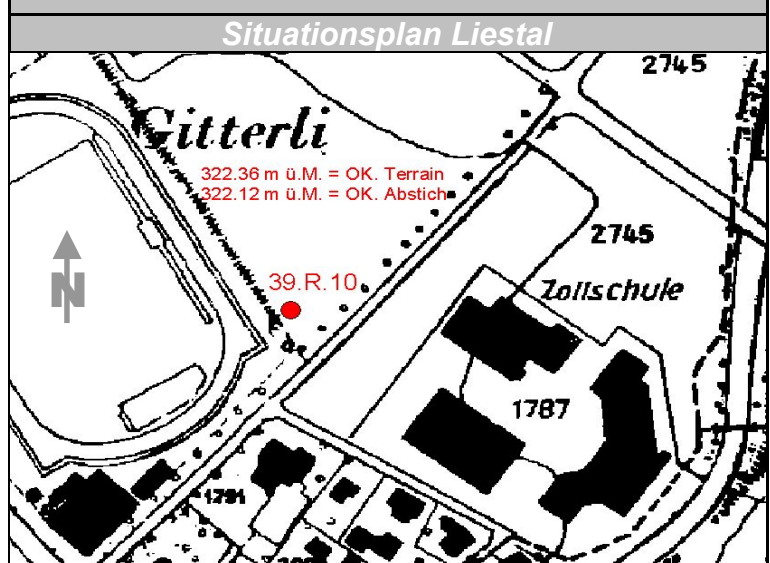 Situationsplan Liestal
2745
Gitterli
322.36 m ü.M. = OK. Terrain
322.12 m ü.M. = OK. Abstich
2745
N
39.R.10
Zollschule
1787
1791